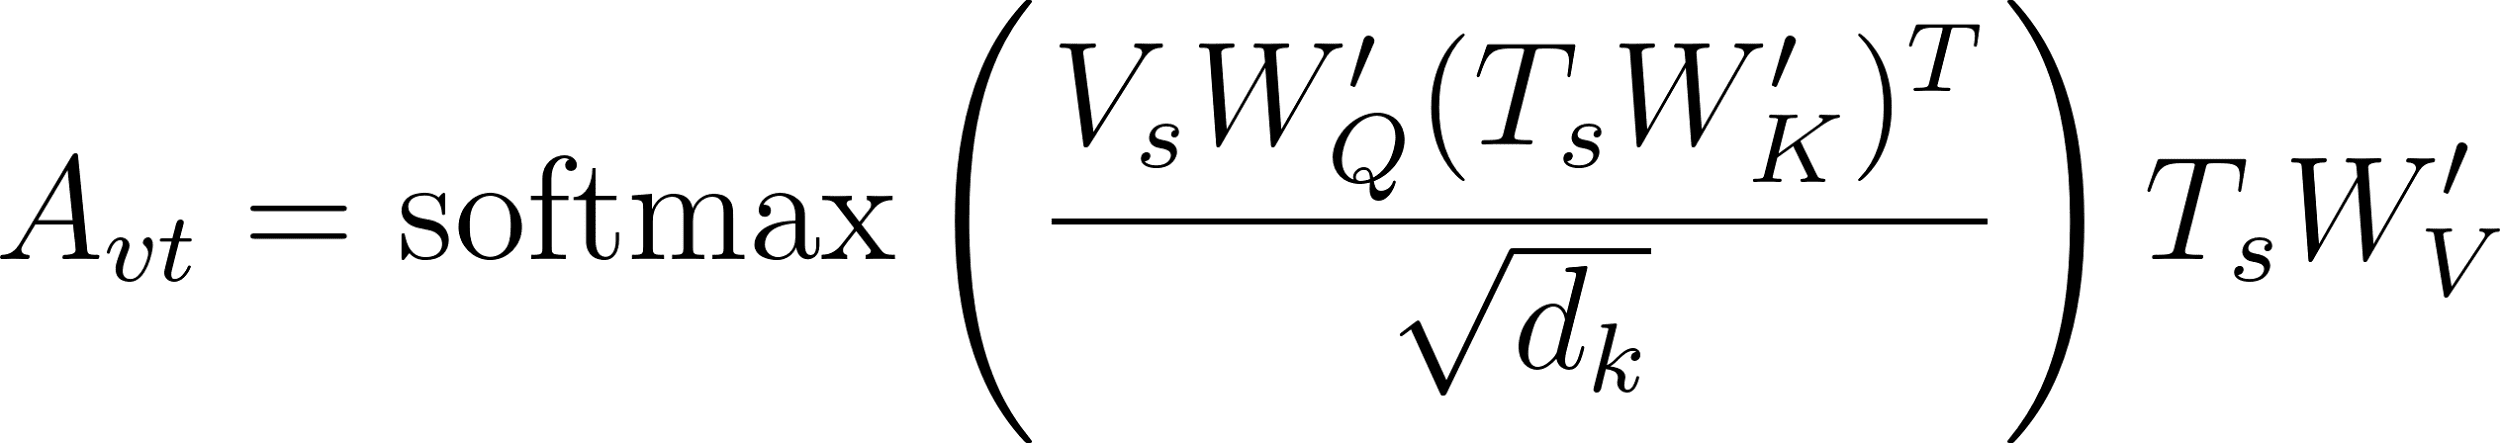 A_{vt} = \text{softmax}\left(\frac{V_s W'_Q (T_s W'_K)^T}{\sqrt{d_k}}\right) T_s W'_V